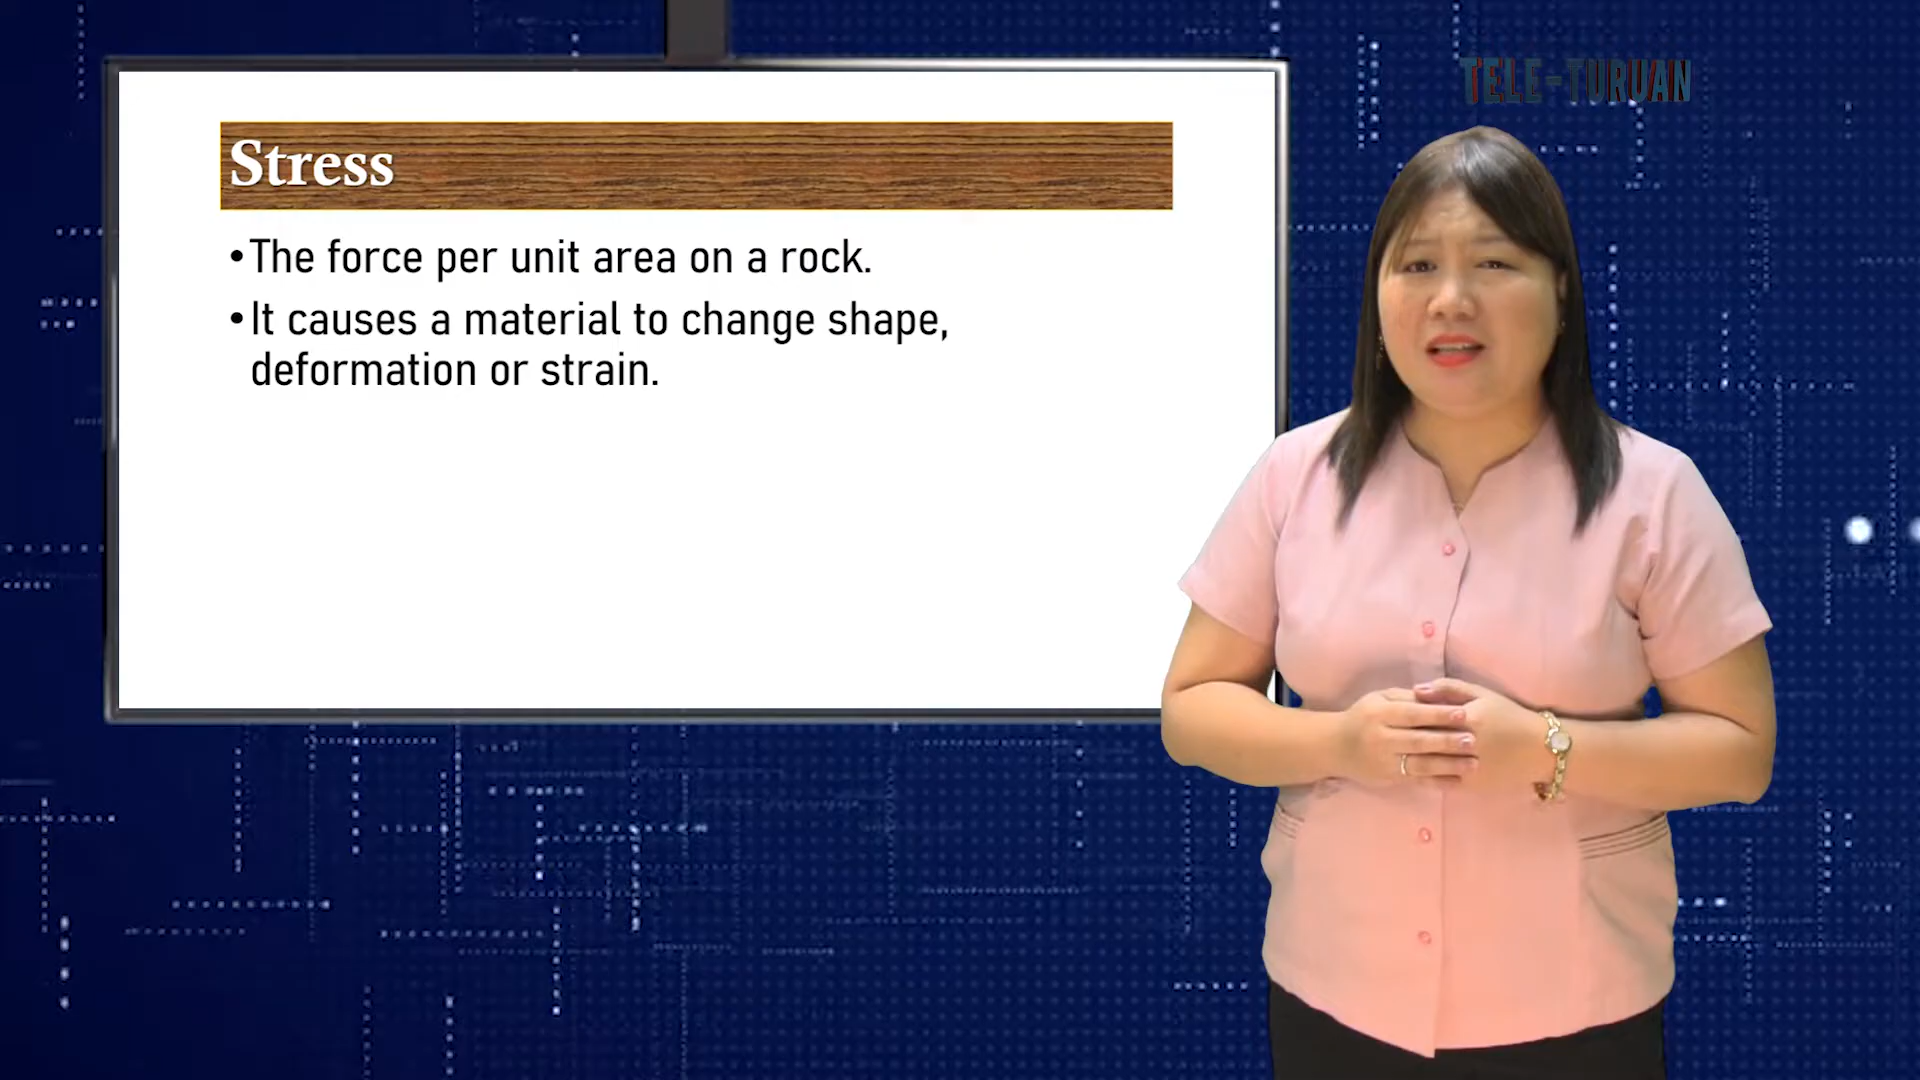 TELE-TURUAN
Stress
•The force per unit area on a rock.
•It causes a material to change shape,
deformation or strain.